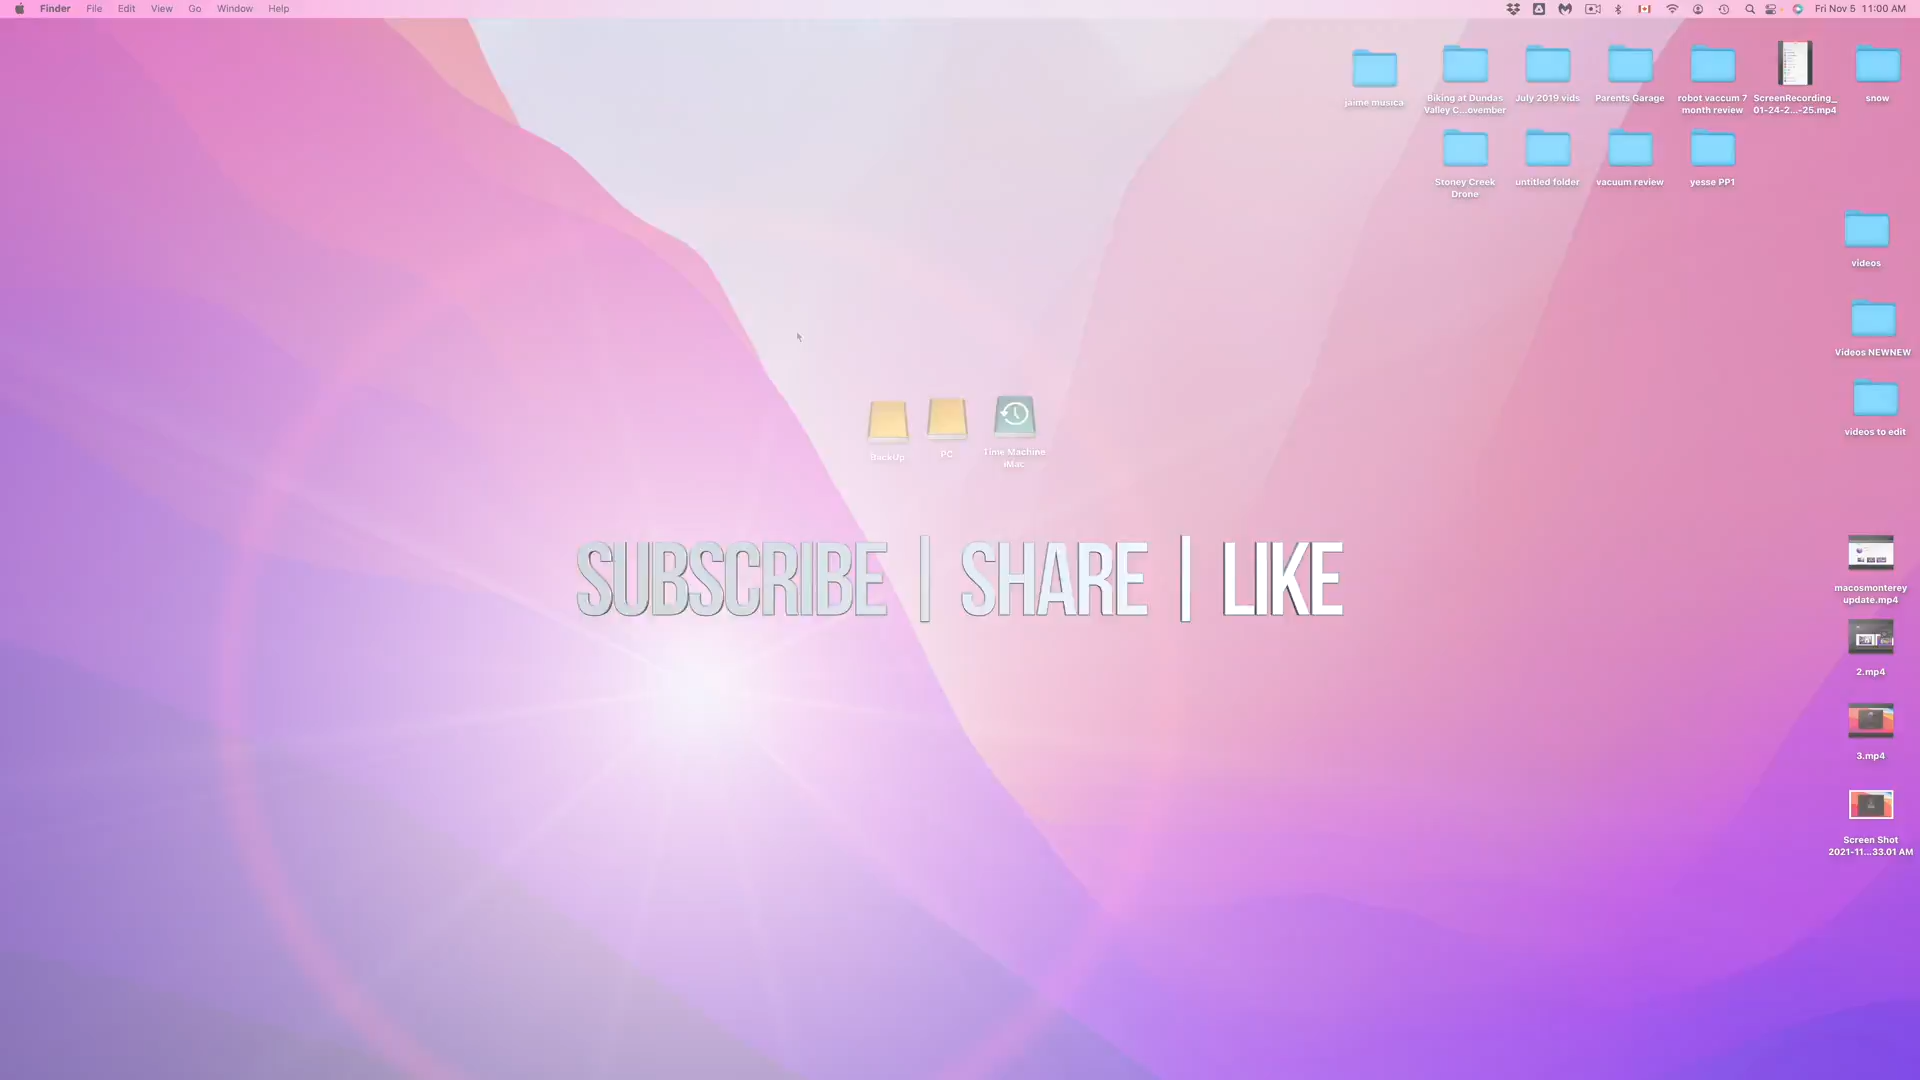 Finder File Edit View Go Window Help
Fri Nov 5 11:00 AM
jaime musica
Biking at Dundas
Valley C...ovember
July 2019 vids
Parents Garage
robot vaccum 7
month review
ScreenRecording_
01-24-2...-25.mp4
snow
Stoney Creek
Drone
untitled folder
vacuum review
yesse PP1
videos
Videos NEWNEW
videos to edit
BackUp
PC
Time Machine
iMac
SUBSCRIBE | SHARE | LIKE
macosmonterey
update.mp4
2.mp4
3.mp4
Screen Shot
2021-11...33.01 AM